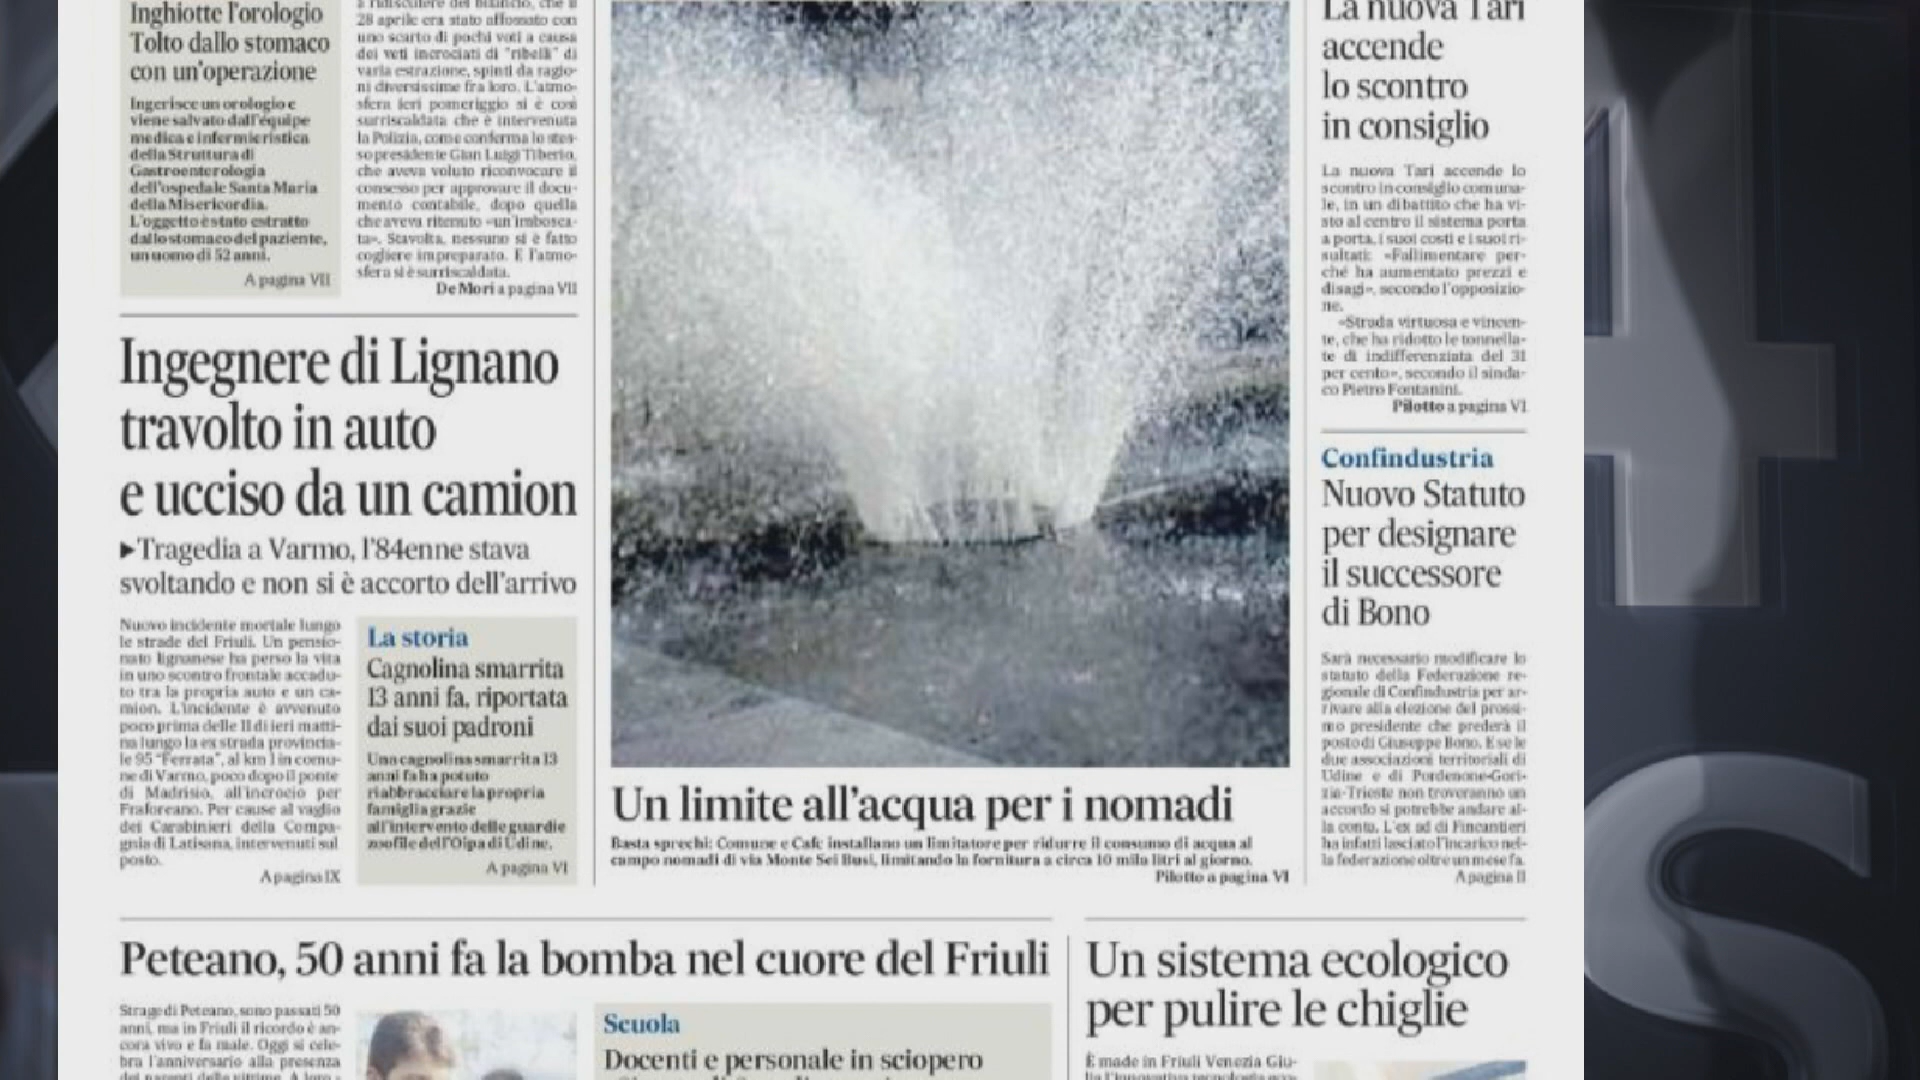 Inghiotte l'orologio
Tolto dallo stomaco
con un'operazione
Ingerisce un orologio e
viene salvato dall'équipe
medica e infermieristica
della Struttura di
Gastroenterologia
dell'ospedale Santa Maria
della Misericordia.
L'oggetto è stato estratto
dallo stomaco del paziente,
un uomo di 52 anni.
A pagina VII
a ridiscutere del bilancio, che il
28 aprile era stato affossato con
uno scarto di pochi voti a causa
dei veti incrociati di "ribelli" di
varia estrazione, spinti da ragio-
ni diversissime fra loro. L'atmo-
sfera ieri pomeriggio si è così
surriscaldata che è intervenuta
la Polizia, come conferma lo stes-
so presidente Gian Luigi Tiberio,
che aveva voluto riconvocare il
consesso per approvare il docu-
mento contabile, dopo quella
che aveva ritenuto «un'imbosca-
ta». Stavolta, nessuno si è fatto
cogliere impreparato. E l'atmo-
sfera si è surriscaldata.
De Mori a pagina VII
Ingegnere di Lignano
travolto in auto
e ucciso da un camion
▶Tragedia a Varmo, l'84enne stava
svoltando e non si è accorto dell'arrivo
Nuovo incidente mortale lungo
le strade del Friuli. Un pensio-
nato lignanese ha perso la vita
in uno scontro frontale accadu-
to tra la propria auto e un ca-
mion. L'incidente è avvenuto
poco prima delle 11 di ieri matti-
na lungo la ex strada provincia-
le 95 "Ferrata", al km 1 in comu-
ne di Varmo, poco dopo il ponte
di Madrisio, all'incrocio per
Fraforeano. Per cause al vaglio
dei Carabinieri della Compa-
gnia di Latisana, intervenuti sul
posto.
A pagina IX
La storia
Cagnolina smarrita
13 anni fa, riportata
dai suoi padroni
Una cagnolina smarrita 13
anni fa ha potuto
riabbracciare la propria
famiglia grazie
all'intervento delle guardie
zoofile dell'Oipa di Udine.
A pagina VI
Un limite all'acqua per i nomadi
Basta sprechi: Comune e Cafc installano un limitatore per ridurre il consumo di acqua al
campo nomadi di via Monte Sei Busi, limitando la fornitura a circa 10 mila litri al giorno.
Pilotto a pagina VI
La nuova Tari
accende
lo scontro
in consiglio
La nuova Tari accende lo
scontro in consiglio comuna-
le, in un dibattito che ha vi-
sto al centro il sistema porta
a porta, i suoi costi e i suoi ri-
sultati: «Fallimentare per-
ché ha aumentato prezzi e
disagi», secondo l'opposizio-
ne.
«Strada virtuosa e vincen-
te, che ha ridotto le tonnella-
te di indifferenziata del 31
per cento», secondo il sinda-
co Pietro Fontanini.
Pilotto a pagina VI
Confindustria
Nuovo Statuto
per designare
il successore
di Bono
Sarà necessario modificare lo
statuto della Federazione re-
gionale di Confindustria per ar-
rivare alla elezione del prossi-
mo presidente che prederà il
posto di Giuseppe Bono. E se le
due associazioni territoriali di
Udine e di Pordenone-Gori-
zia-Trieste non troveranno un
accordo si potrebbe andare al-
la conta. L'ex ad di Fincantieri
ha infatti lasciato l'incarico nel-
la federazione oltre un mese fa.
A pagina II
Peteano, 50 anni fa la bomba nel cuore del Friuli
Strage di Peteano, sono passati 50
anni, ma in Friuli il ricordo è an-
cora vivo e fa male. Oggi si cele-
bra l'anniversario alla presenza
dei parenti delle vittime. A loro
Scuola
Docenti e personale in sciopero
Un sistema ecologico
per pulire le chiglie
È made in Friuli Venezia Giu-
4
S